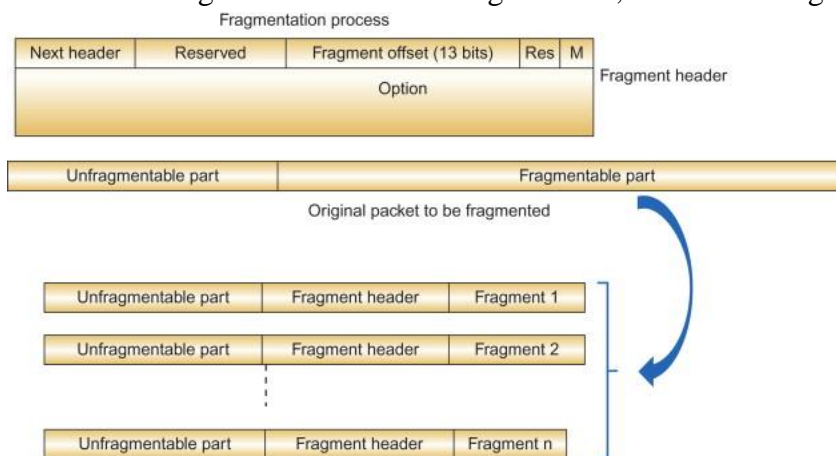 Fragmentation process
Next header Reserved Fragment offset (13 bits) Res M
Fragment header
Option
Unfragmentable part Fragmentable part
Original packet to be fragmented
Unfragmentable part Fragment header Fragment 1
Unfragmentable part Fragment header Fragment 2
Unfragmentable part Fragment header Fragment n